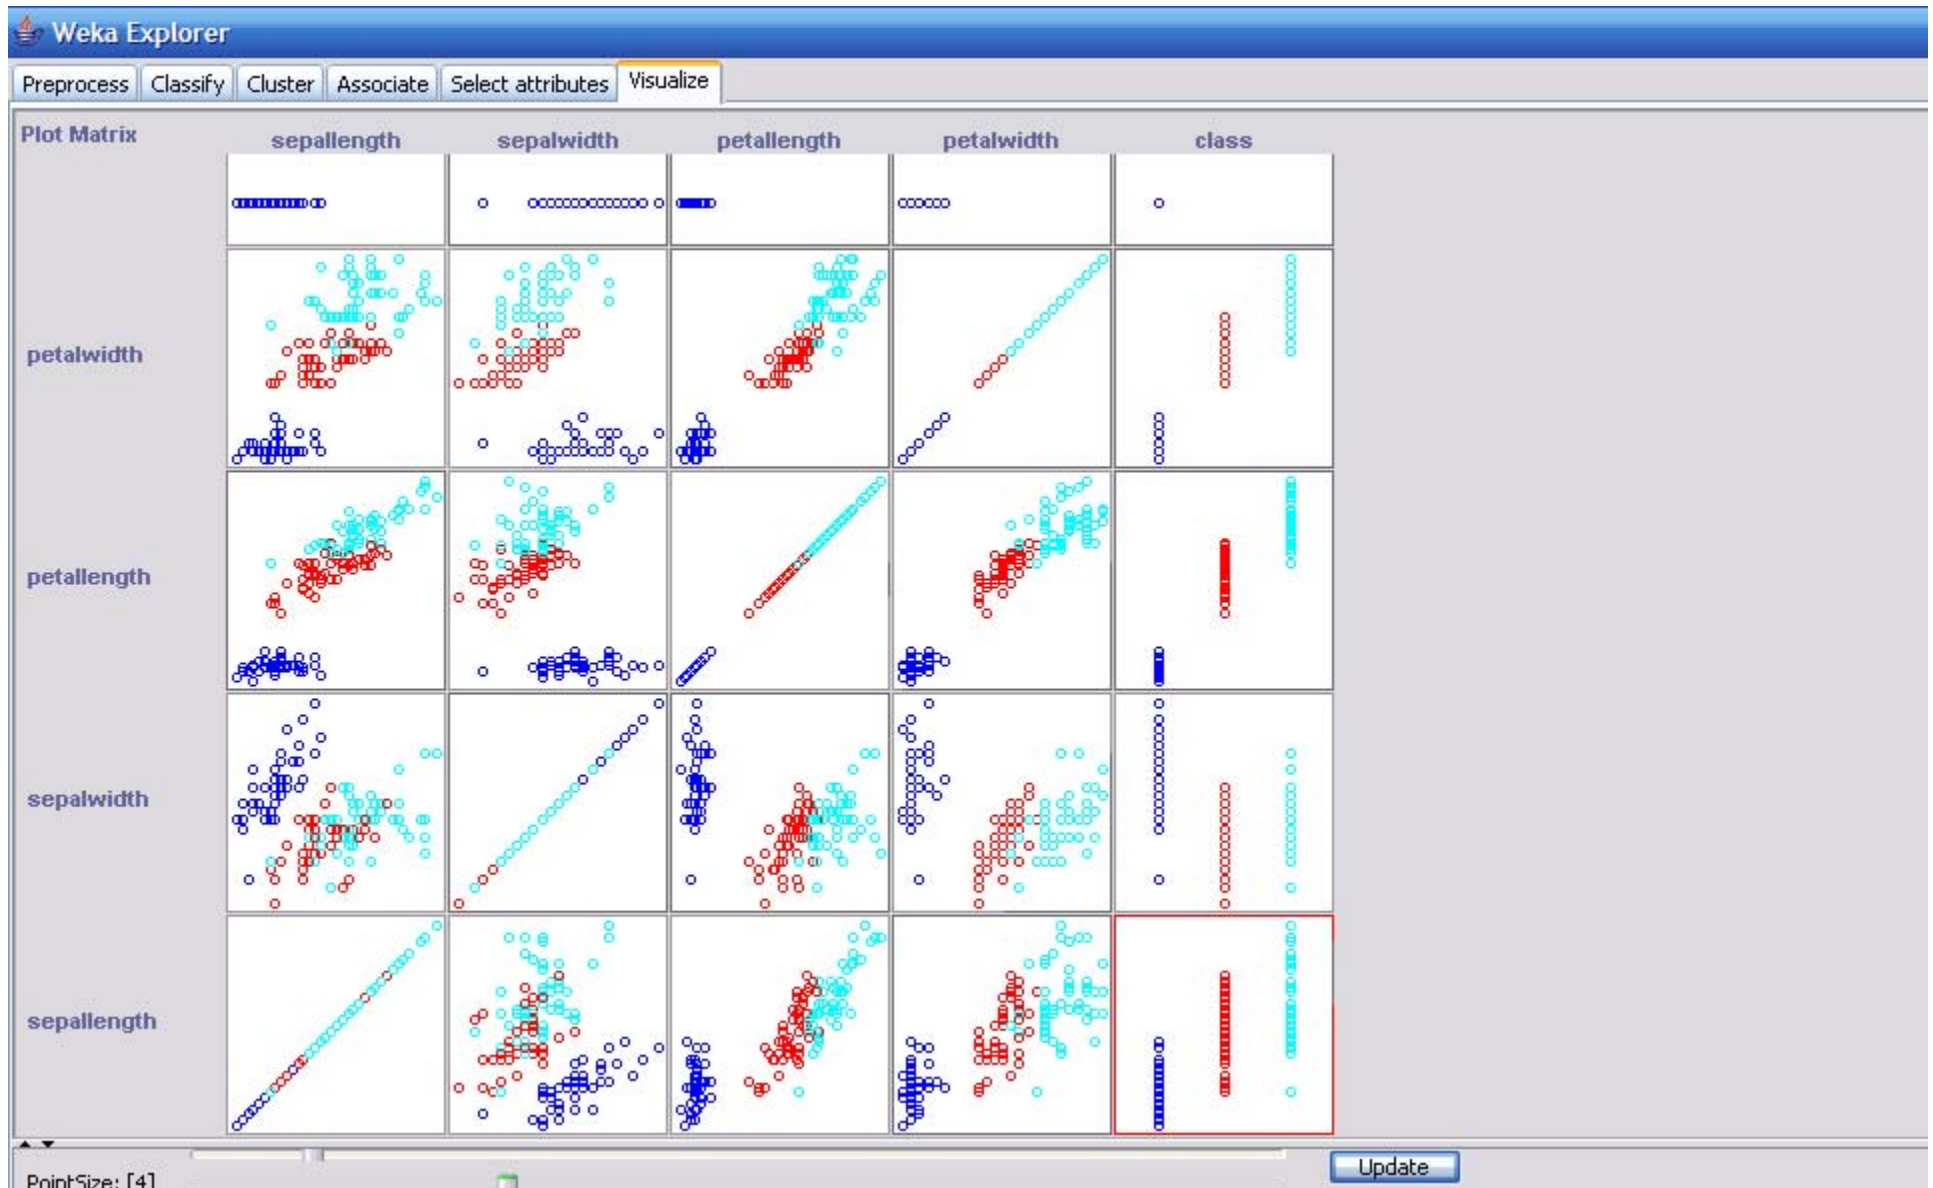 Weka Explorer
Preprocess Classify Cluster Associate Select attributes Visualize
Plot Matrix sepallength sepalwidth petallength petalwidth class
petalwidth
petallength
sepalwidth
sepallength
Update
PointSize: [4]